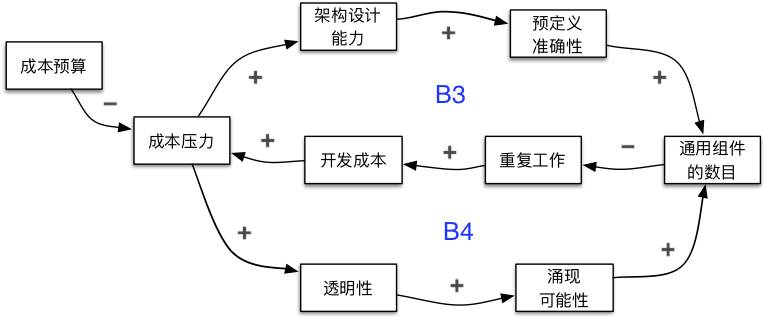 架构设计
能力
+
预定义
准确性
成本预算
+
+
−
B3
成本压力
+
开发成本
+
重复工作
−
通用组件
的数目
+
B4
+
透明性
+
涌现
可能性